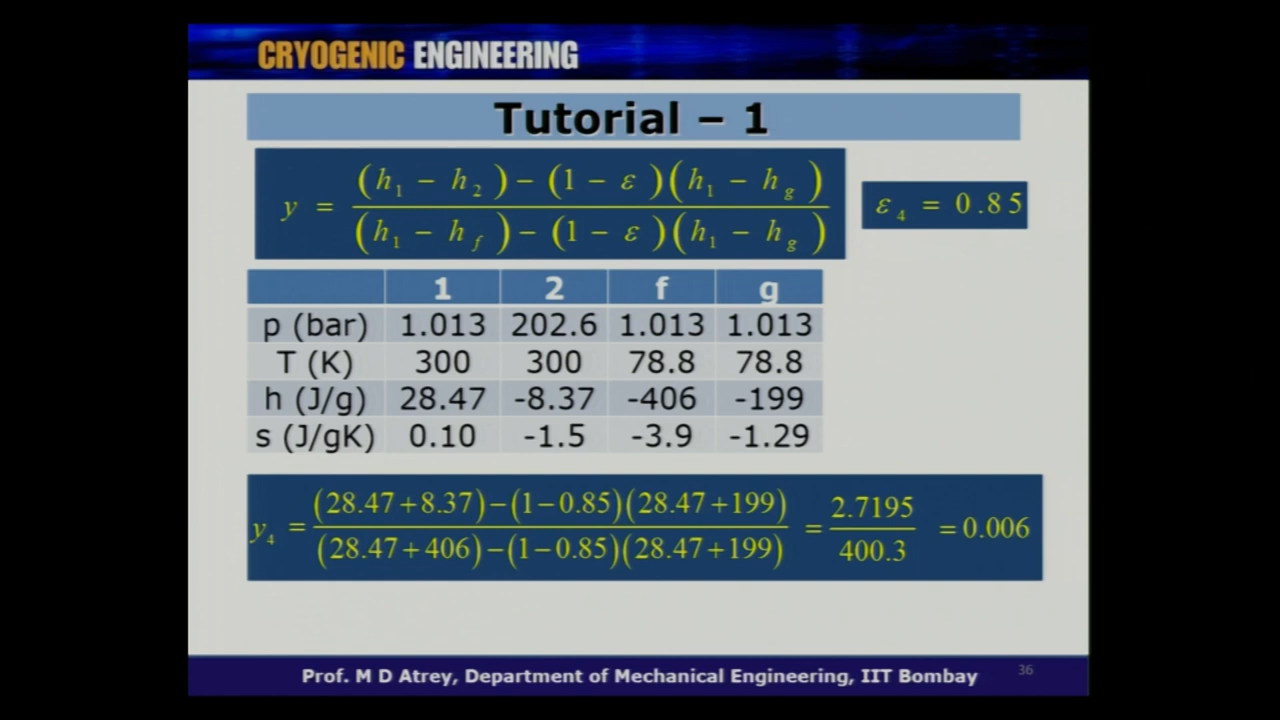 CRYOGENIC ENGINEERING
Tutorial – 1
y = ((h₁ − h₂) − (1 − ε)(h₁ − h_g)) / ((h₁ − h_f) − (1 − ε)(h₁ − h_g))
ε₄ = 0.85
1 2 f g
p (bar) 1.013 202.6 1.013 1.013
T (K) 300 300 78.8 78.8
h (J/g) 28.47 -8.37 -406 -199
s (J/gK) 0.10 -1.5 -3.9 -1.29
y₄ = ((28.47+8.37)−(1−0.85)(28.47+199)) / ((28.47+406)−(1−0.85)(28.47+199)) = 2.7195 / 400.3 = 0.006
Prof. M D Atrey, Department of Mechanical Engineering, IIT Bombay
36